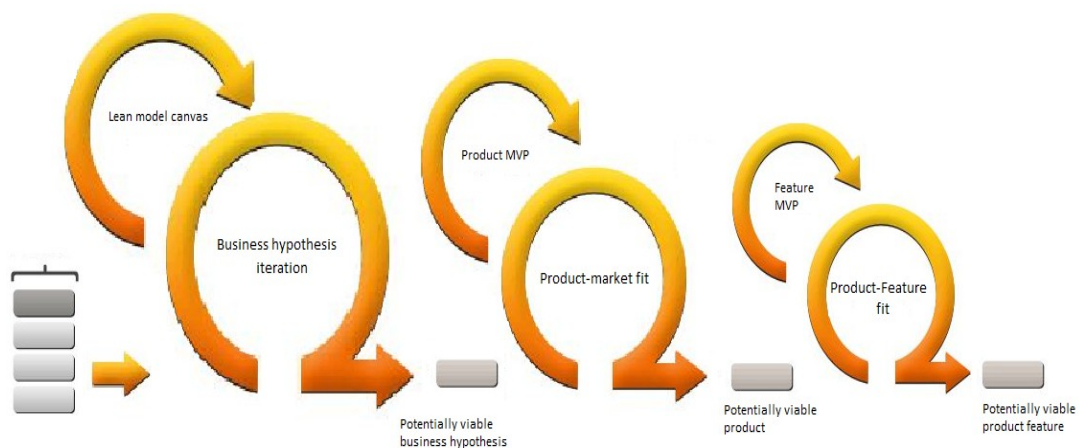 Lean model canvas
Business hypothesis
iteration
Potentially viable
business hypothesis
Product MVP
Product-market fit
Potentially viable
product
Feature
MVP
Product-Feature
fit
Potentially viable
product feature